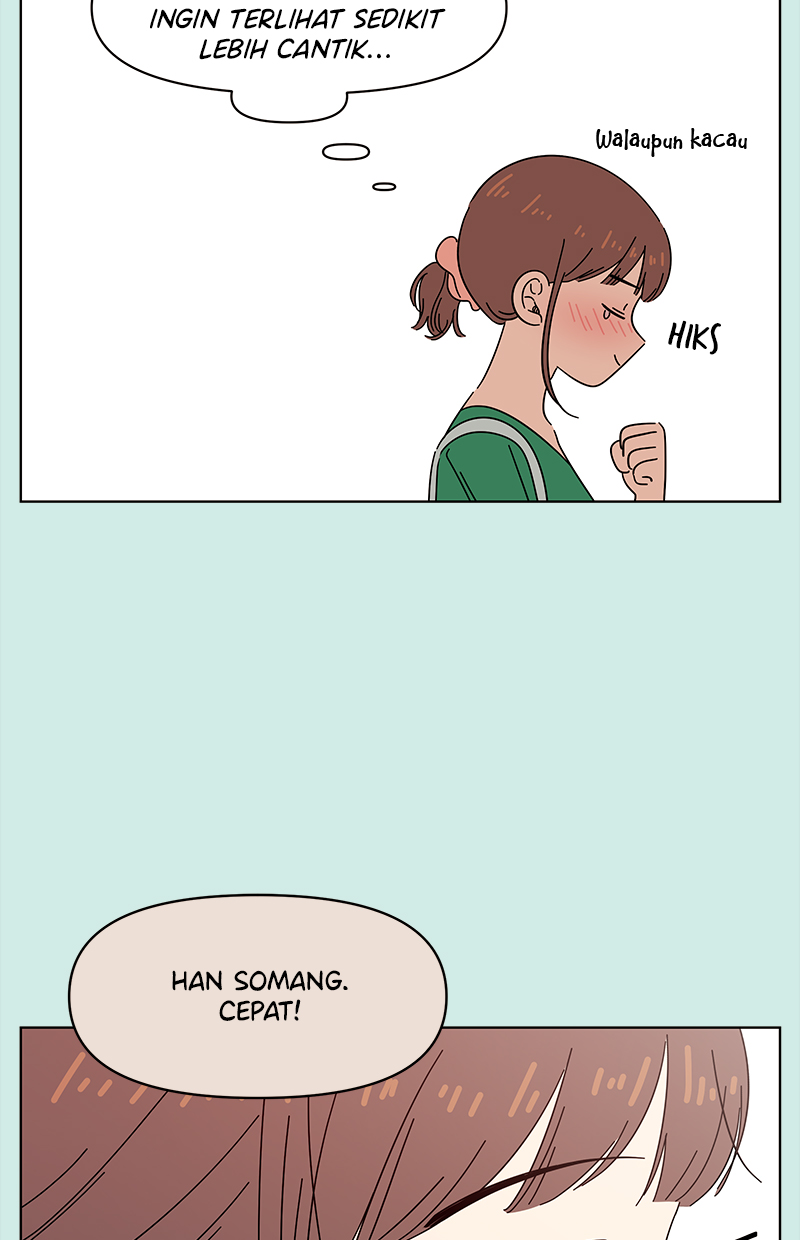 INGIN TERLIHAT SEDIKIT
LEBIH CANTIK...
Walaupun kacau
HIKS
HAN SOMANG.
CEPAT!